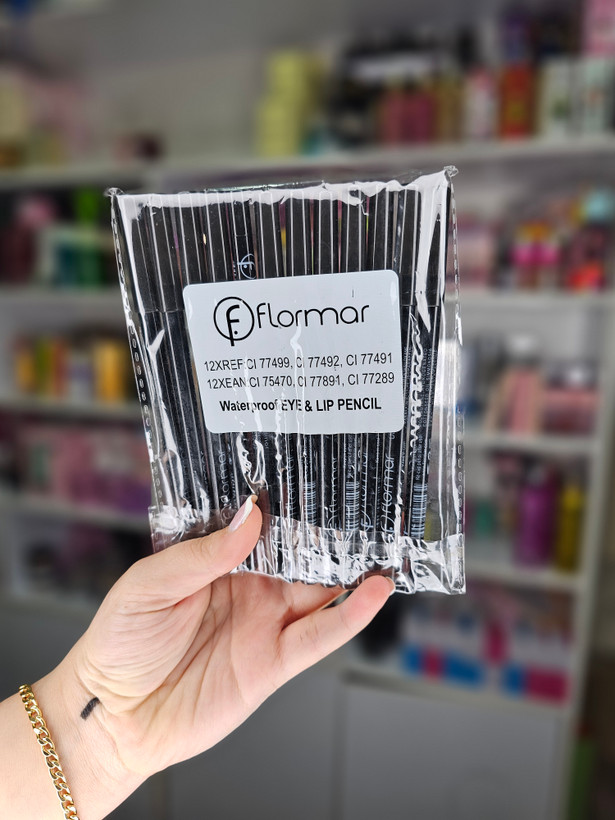 flormar
12XREF CI 77499, CI 77492, CI 77491
12XEAN CI 75470, CI 77891, CI 77289
Waterproof EYE & LIP PENCIL
flormar